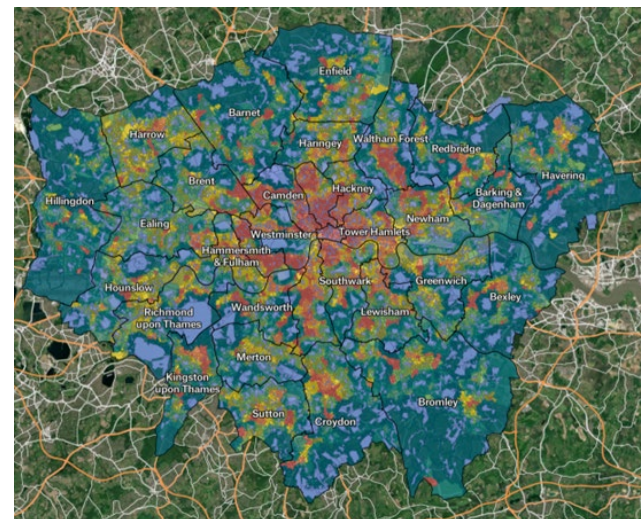 Enfield
Barnet
Harrow
Haringey
Waltham Forest
Redbridge
Havering
Brent
Camden
Hackney
Barking &
Dagenham
Hillingdon
Ealing
Newham
Westminster
Tower Hamlets
Hammersmith
& Fulham
Southwark
Greenwich
Hounslow
Bexley
Richmond
upon Thames
Wandsworth
Lewisham
Merton
Kingston
upon Thames
Sutton
Croydon
Bromley